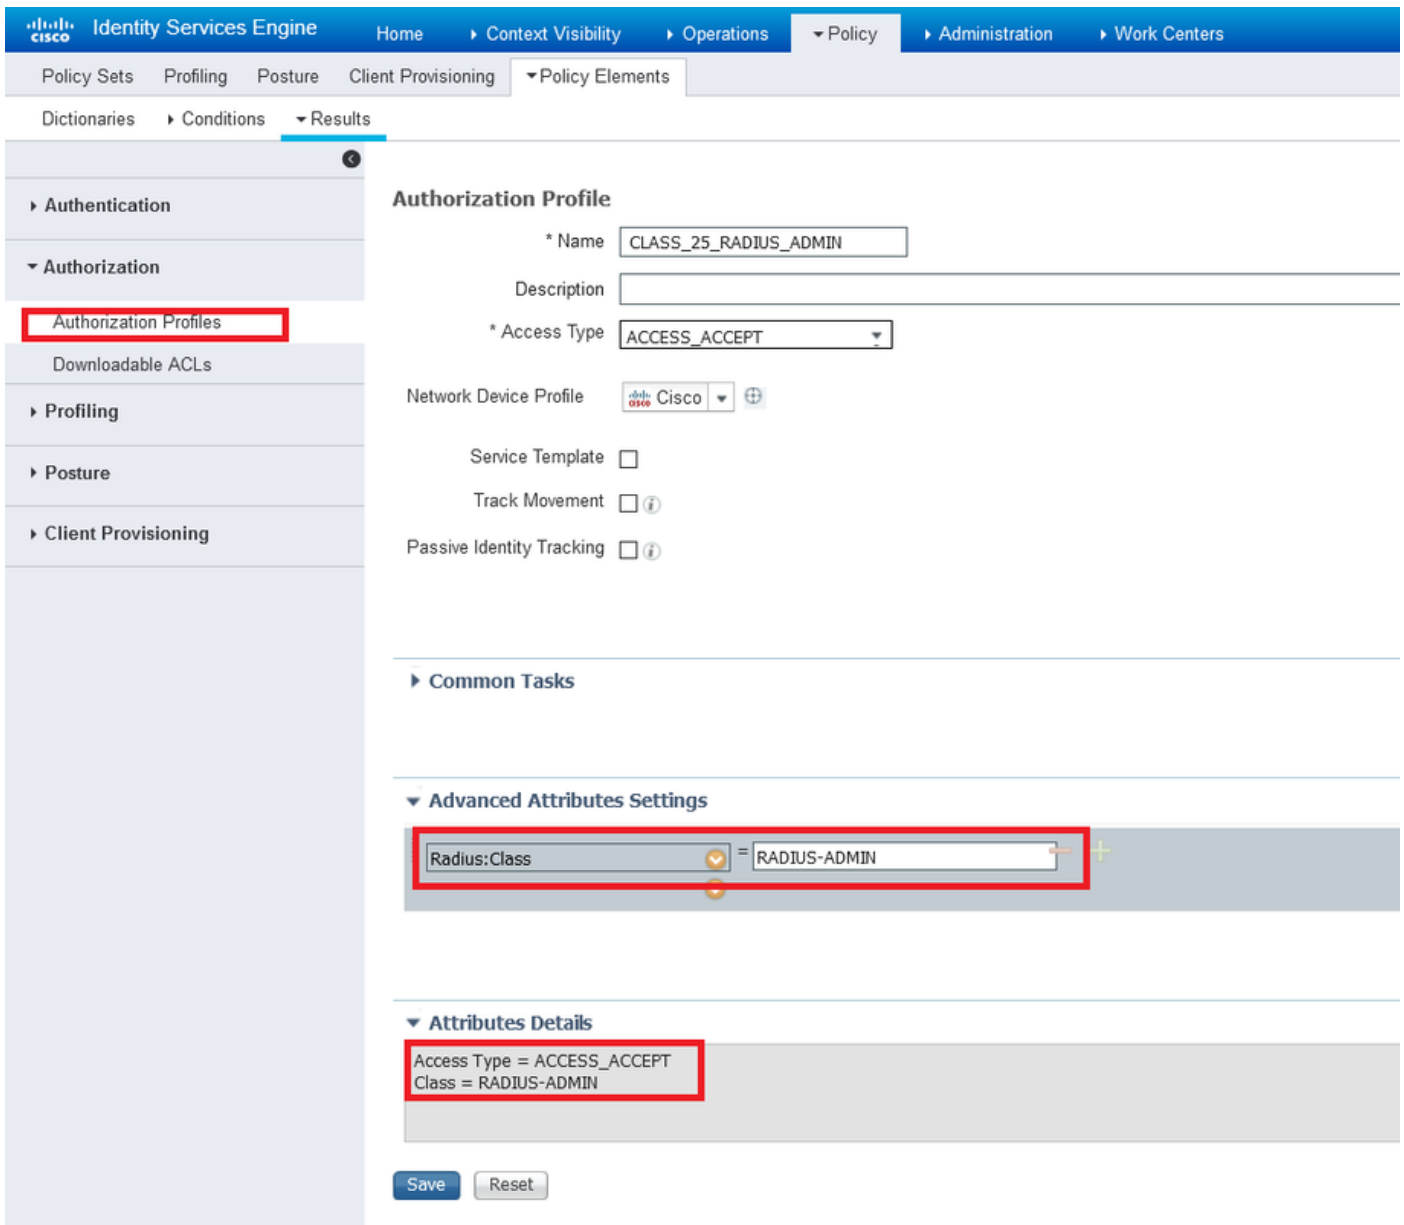 cisco Identity Services Engine Home Context Visibility Operations Policy Administration Work Centers
Policy Sets Profiling Posture Client Provisioning Policy Elements
Dictionaries Conditions Results
Authentication
Authorization
Authorization Profiles
Downloadable ACLs
Profiling
Posture
Client Provisioning
Authorization Profile
* Name CLASS_25_RADIUS_ADMIN
Description
* Access Type ACCESS_ACCEPT
Network Device Profile cisco Cisco
Service Template
Track Movement i
Passive Identity Tracking i
Common Tasks
Advanced Attributes Settings
Radius:Class = RADIUS-ADMIN
Attributes Details
Access Type = ACCESS_ACCEPT
Class = RADIUS-ADMIN
Save Reset